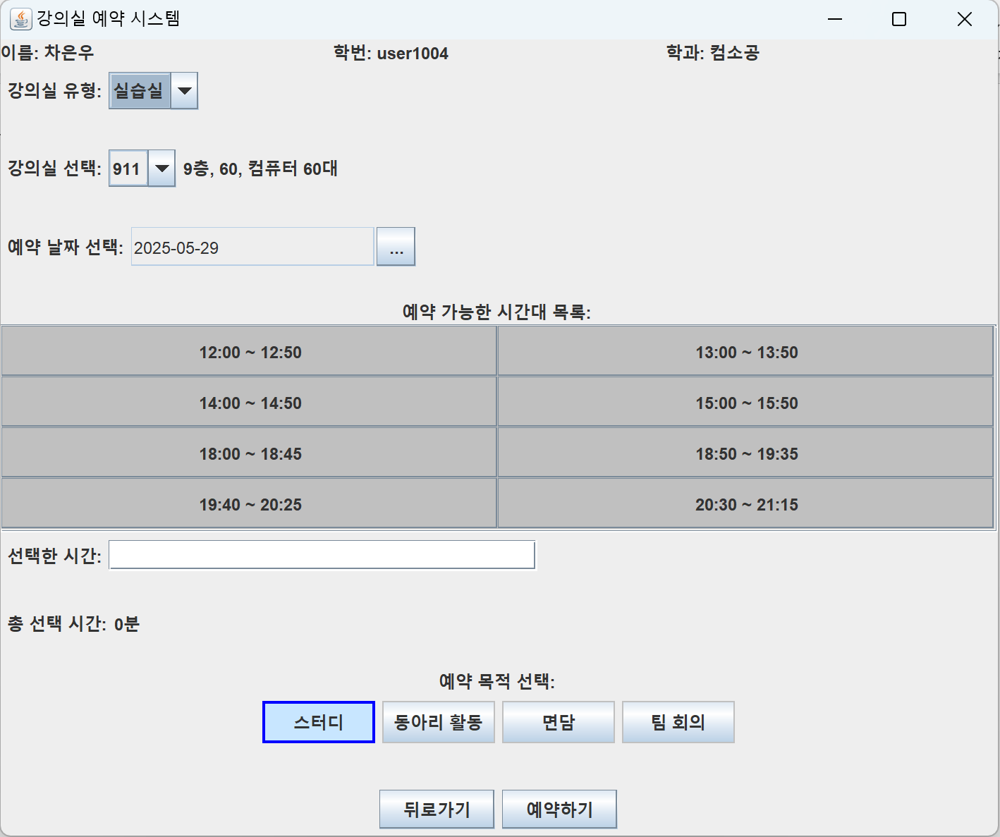 강의실 예약 시스템
이름: 차은우 학번: user1004 학과: 컴소공
강의실 유형: 실습실
강의실 선택: 911 9층, 60, 컴퓨터 60대
예약 날짜 선택: 2025-05-29 ...
예약 가능한 시간대 목록:
12:00 ~ 12:50 13:00 ~ 13:50
14:00 ~ 14:50 15:00 ~ 15:50
18:00 ~ 18:45 18:50 ~ 19:35
19:40 ~ 20:25 20:30 ~ 21:15
선택한 시간:
총 선택 시간: 0분
예약 목적 선택:
스터디 동아리 활동 면담 팀 회의
뒤로가기 예약하기